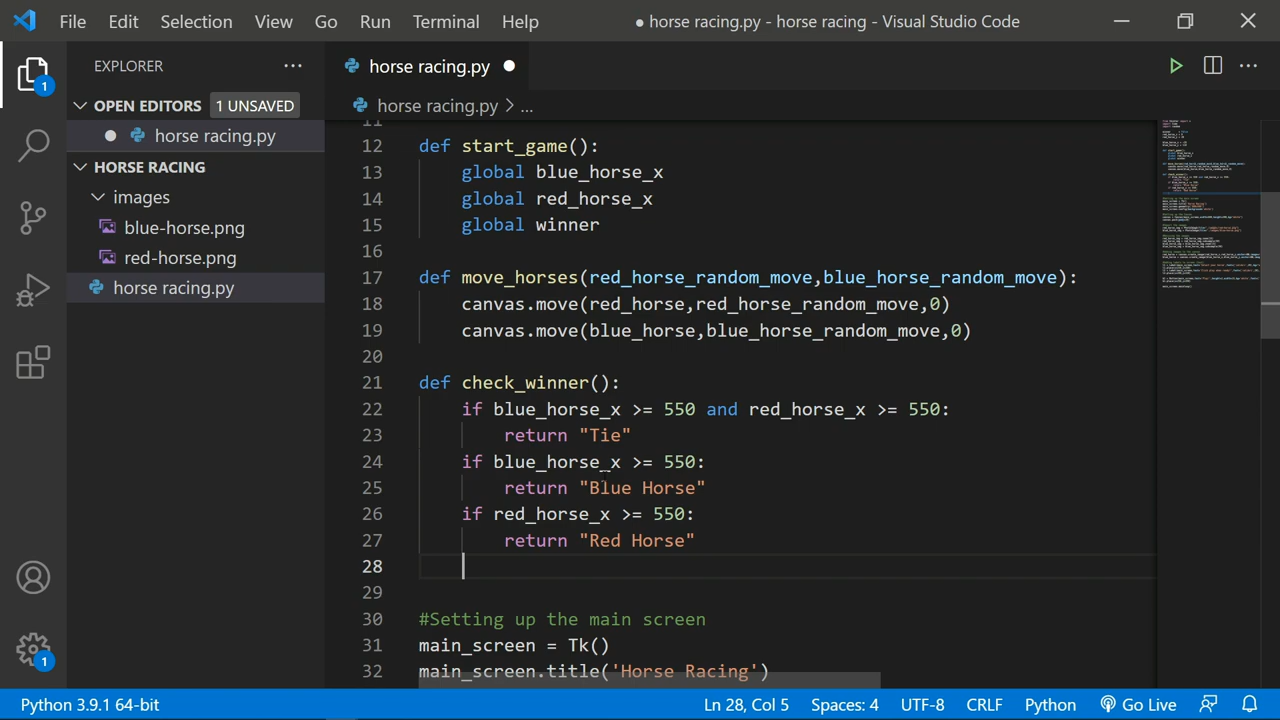 File Edit Selection View Go Run Terminal Help ● horse racing.py - horse racing - Visual Studio Code
EXPLORER
OPEN EDITORS 1 UNSAVED
horse racing.py
HORSE RACING
images
blue-horse.png
red-horse.png
horse racing.py
1
1
horse racing.py
horse racing.py > ...
11
12 def start_game():
13 global blue_horse_x
14 global red_horse_x
15 global winner
16
17 def move_horses(red_horse_random_move,blue_horse_random_move):
18 canvas.move(red_horse,red_horse_random_move,0)
19 canvas.move(blue_horse,blue_horse_random_move,0)
20
21 def check_winner():
22 if blue_horse_x >= 550 and red_horse_x >= 550:
23 return "Tie"
24 if blue_horse_x >= 550:
25 return "Blue Horse"
26 if red_horse_x >= 550:
27 return "Red Horse"
28
29
30 #Setting up the main screen
31 main_screen = Tk()
32 main_screen.title('Horse Racing')
Python 3.9.1 64-bit Ln 28, Col 5 Spaces: 4 UTF-8 CRLF Python Go Live